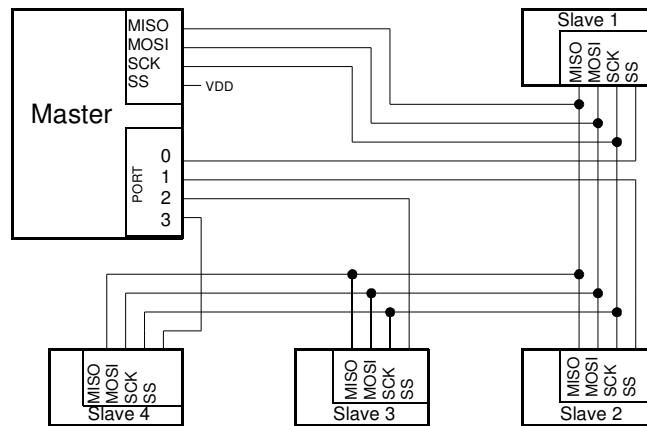 MISO
MOSI
SCK
SS
VDD
Master
PORT
0
1
2
3
Slave 1
MISO
MOSI
SCK
SS
MISO
MOSI
SCK
SS
Slave 4
MISO
MOSI
SCK
SS
Slave 3
MISO
MOSI
SCK
SS
Slave 2